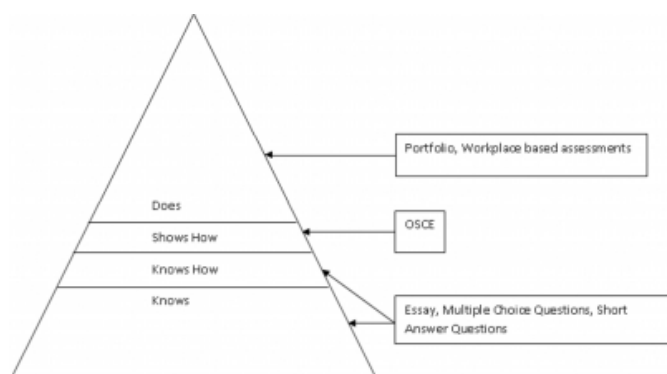 Portfolio, Workplace based assessments
Does
OSCE
Shows How
Knows How
Knows
Essay, Multiple Choice Questions, Short
Answer Questions